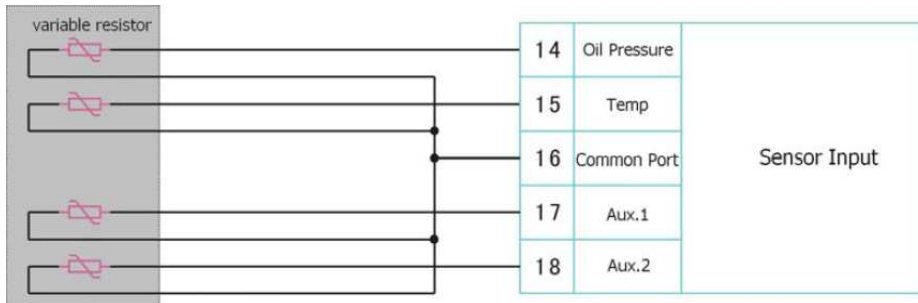 variable resistor
14 Oil Pressure
15 Temp
16 Common Port
Sensor Input
17 Aux.1
18 Aux.2